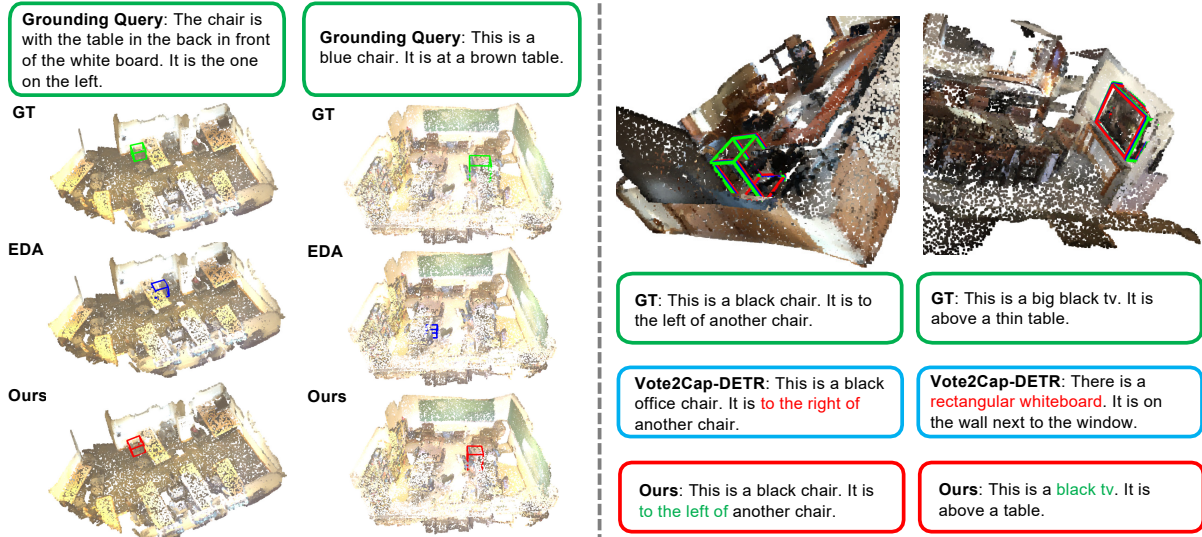 Grounding Query: The chair is
with the table in the back in front
of the white board. It is the one
on the left.
Grounding Query: This is a
blue chair. It is at a brown table.
GT
GT
EDA
EDA
Ours
Ours
GT: This is a black chair. It is to
the left of another chair.
GT: This is a big black tv. It is
above a thin table.
Vote2Cap-DETR: This is a black
office chair. It is to the right of
another chair.
Vote2Cap-DETR: There is a
rectangular whiteboard. It is on
the wall next to the window.
Ours: This is a black chair. It is
to the left of another chair.
Ours: This is a black tv. It is
above a table.